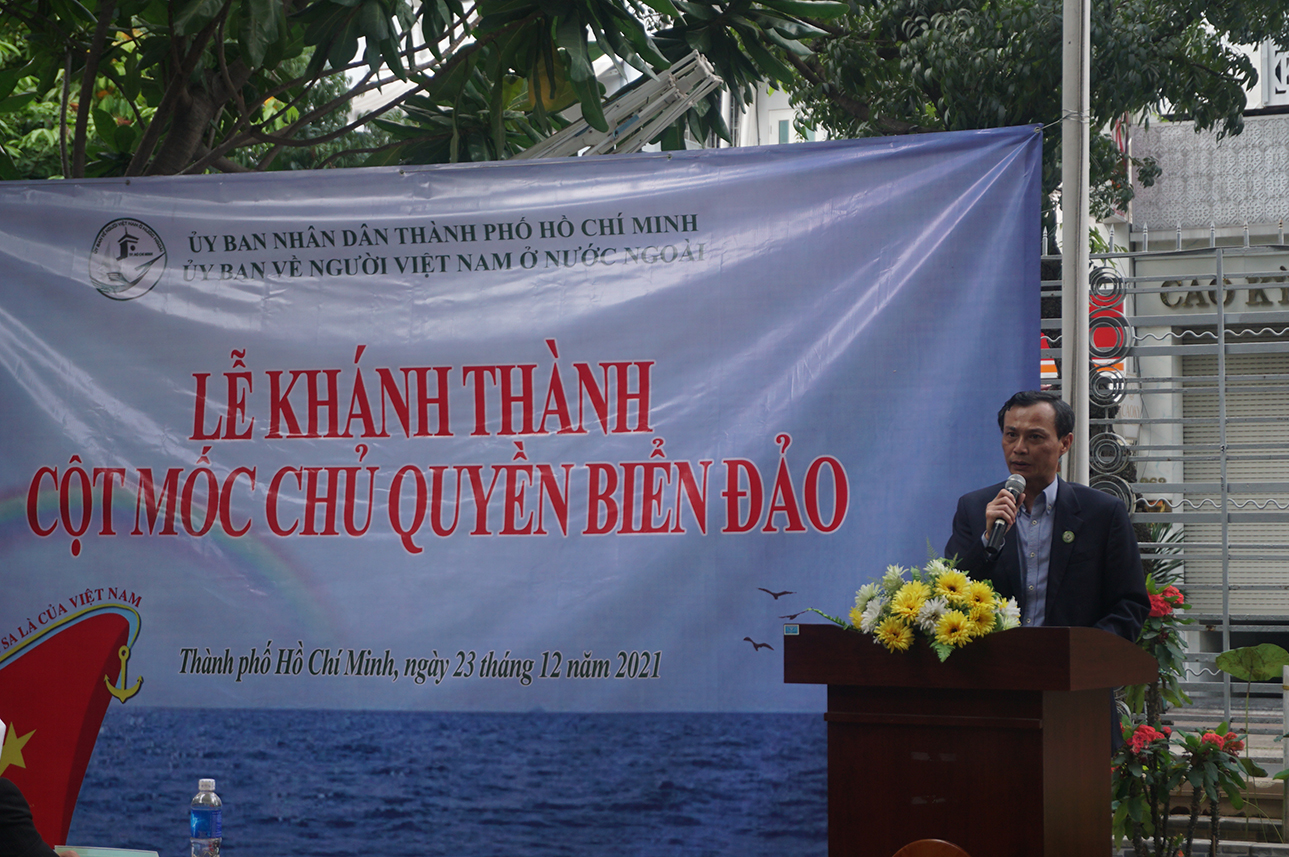 ỦY BAN NHÂN DÂN THÀNH PHỐ HỒ CHÍ MINH
ỦY BAN VỀ NGƯỜI VIỆT NAM Ở NƯỚC NGOÀI
LỄ KHÁNH THÀNH
CỘT MỐC CHỦ QUYỀN BIỂN ĐẢO
SA LÀ CỦA VIỆT NAM
Thành phố Hồ Chí Minh, ngày 23 tháng 12 năm 2021
CAO KỲ